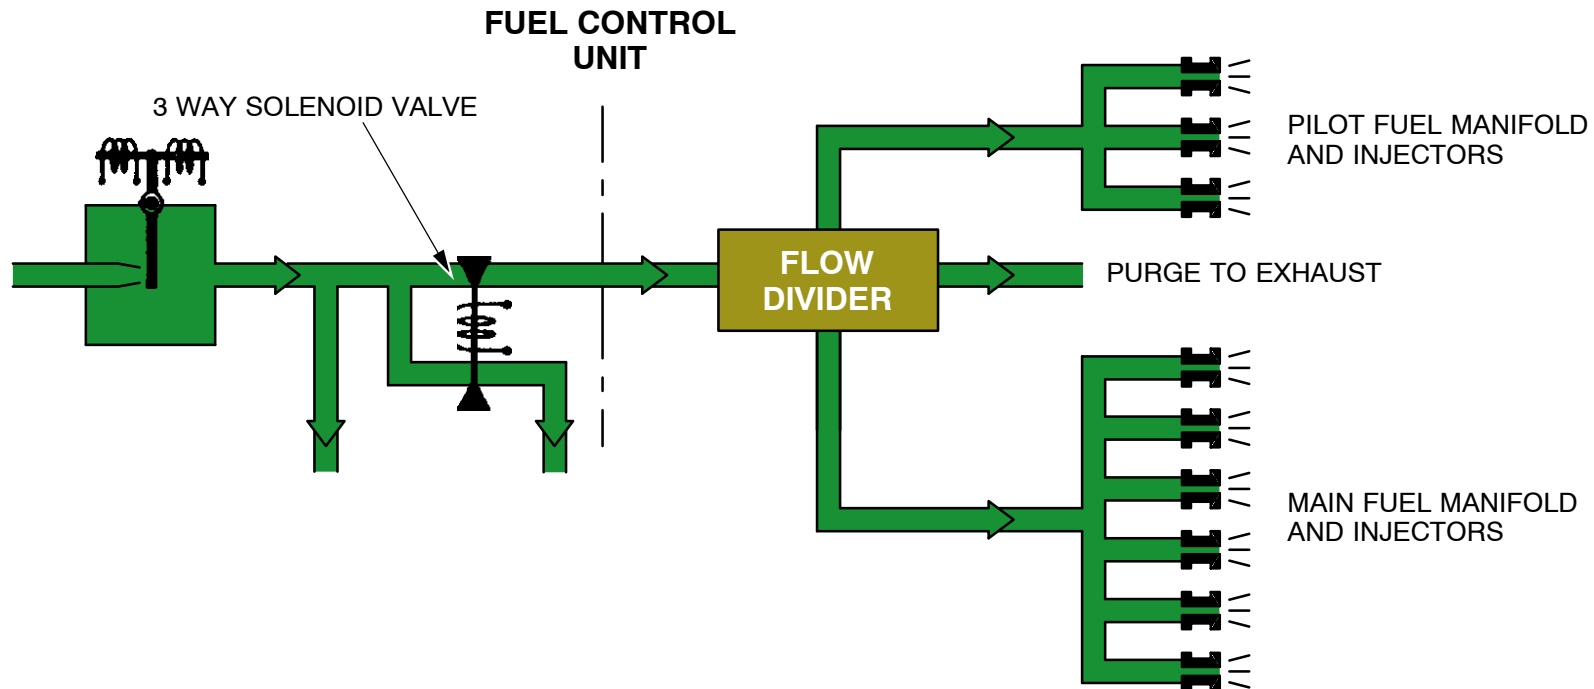 FUEL CONTROL
UNIT
3 WAY SOLENOID VALVE
PILOT FUEL MANIFOLD
AND INJECTORS
FLOW
DIVIDER
PURGE TO EXHAUST
MAIN FUEL MANIFOLD
AND INJECTORS